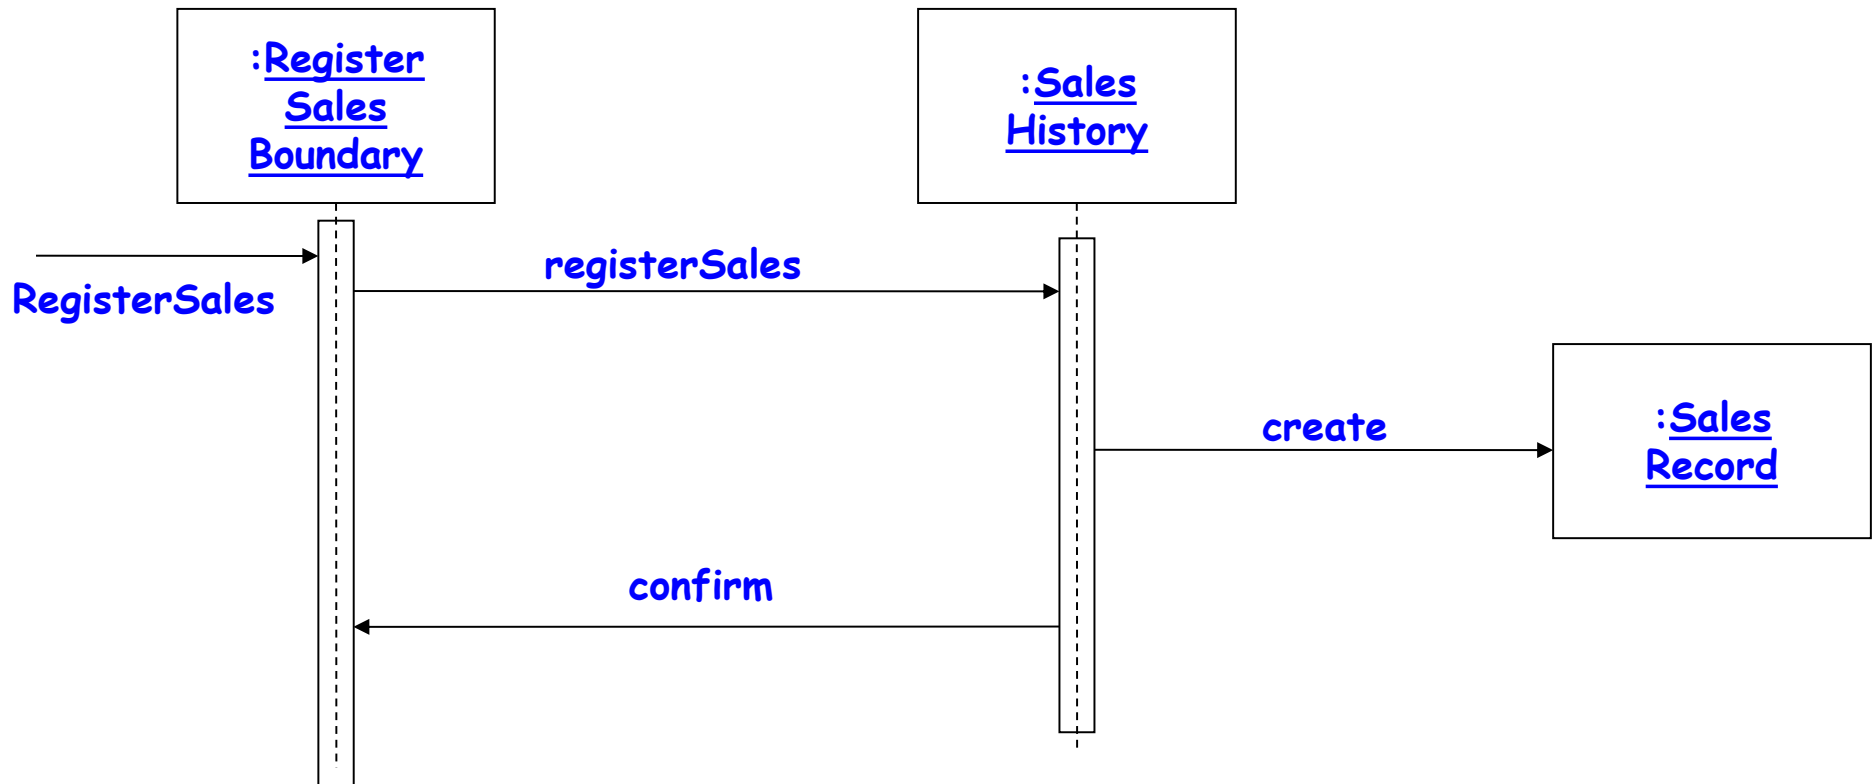 :Register
Sales
Boundary
:Sales
History
RegisterSales
registerSales
create
:Sales
Record
confirm